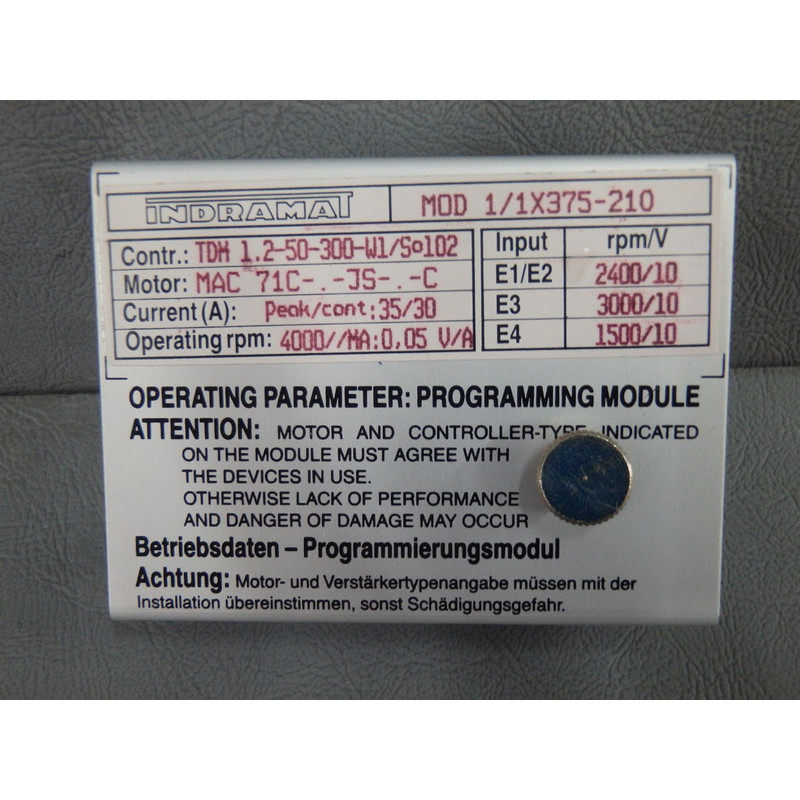 INDRAMAT
MOD 1/1X375-210
Contr.: TDM 1.2-50-300-W1/S○102
Motor: MAC 71C-.-JS-.-C
Current (A): Peak/cont:35/30
Operating rpm: 4000//MA:0,05 V/A
Input rpm/V
E1/E2 2400/10
E3 3000/10
E4 1500/10
OPERATING PARAMETER: PROGRAMMING MODULE
ATTENTION: MOTOR AND CONTROLLER-TYPE INDICATED
ON THE MODULE MUST AGREE WITH
THE DEVICES IN USE.
OTHERWISE LACK OF PERFORMANCE
AND DANGER OF DAMAGE MAY OCCUR
Betriebsdaten – Programmierungsmodul
Achtung: Motor- und Verstärkertypenangabe müssen mit der
Installation übereinstimmen, sonst Schädigungsgefahr.